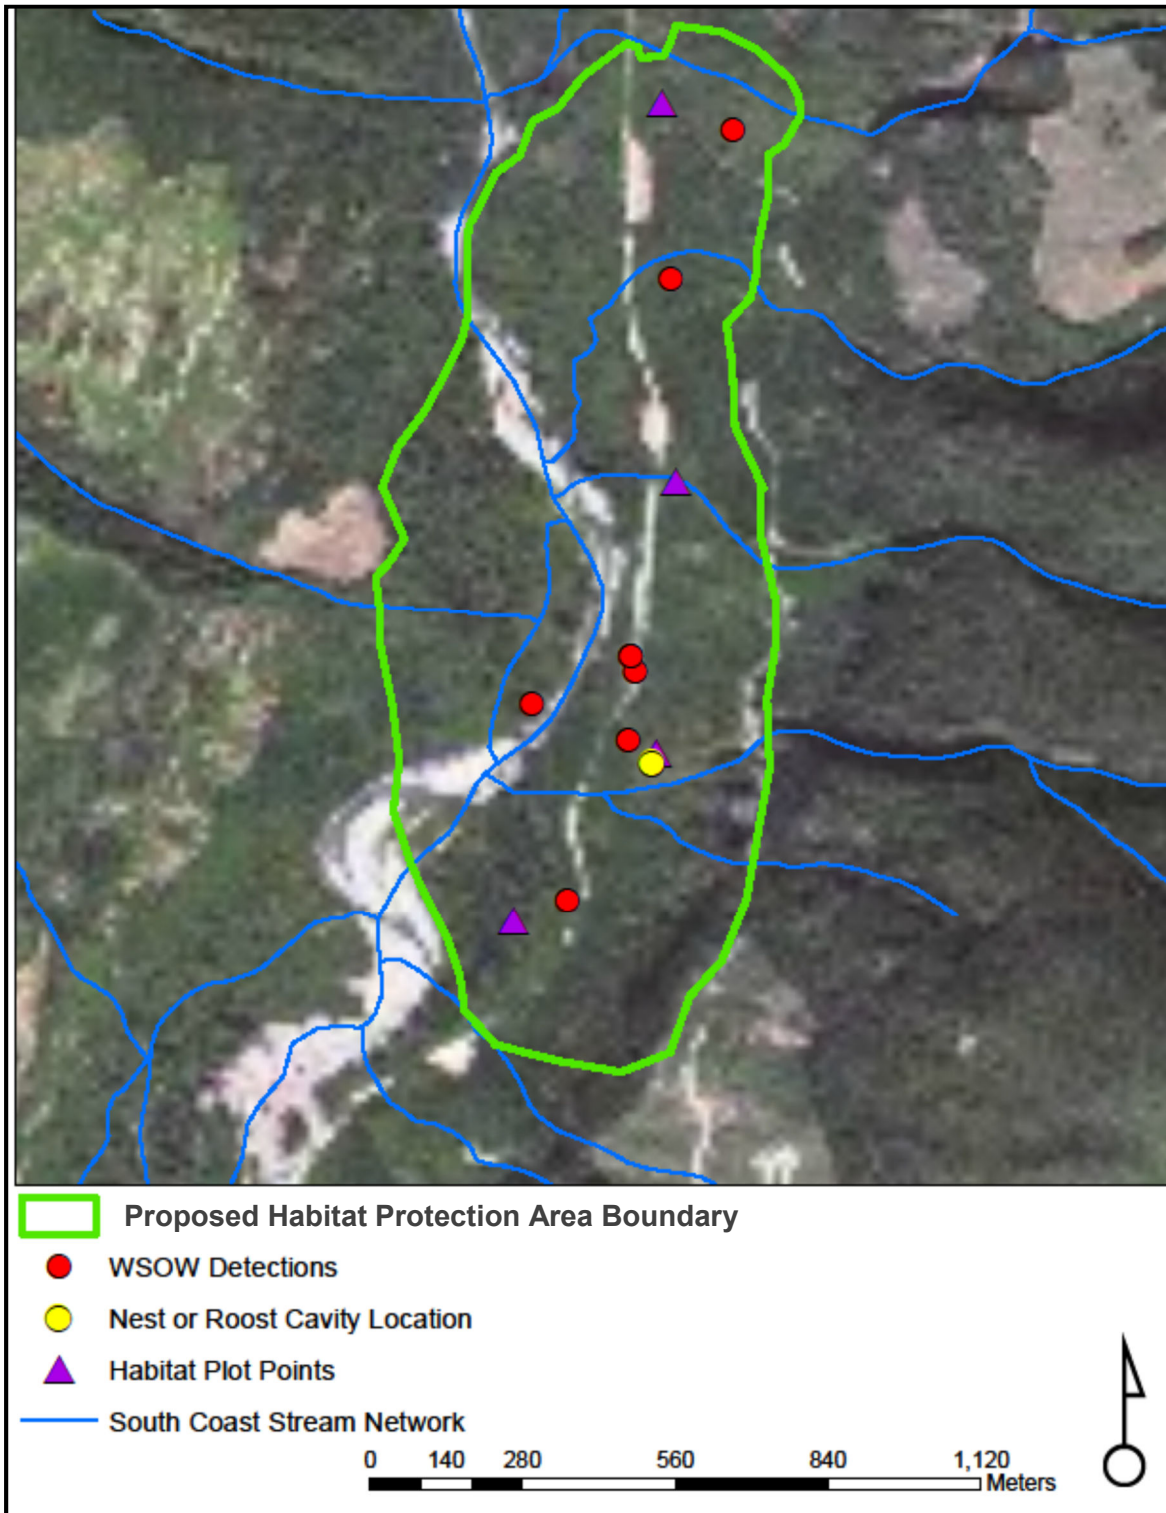 Proposed Habitat Protection Area Boundary
WSOW Detections
Nest or Roost Cavity Location
Habitat Plot Points
South Coast Stream Network
0 140 280 560 840 1,120
Meters